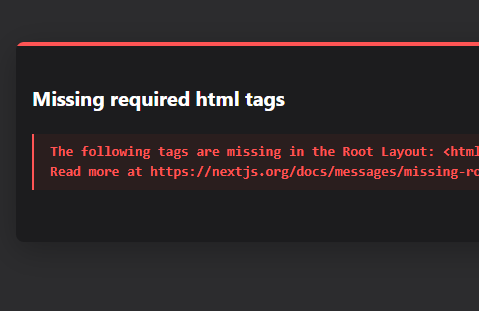 Missing required html tags
The following tags are missing in the Root Layout: <html
Read more at https://nextjs.org/docs/messages/missing-ro